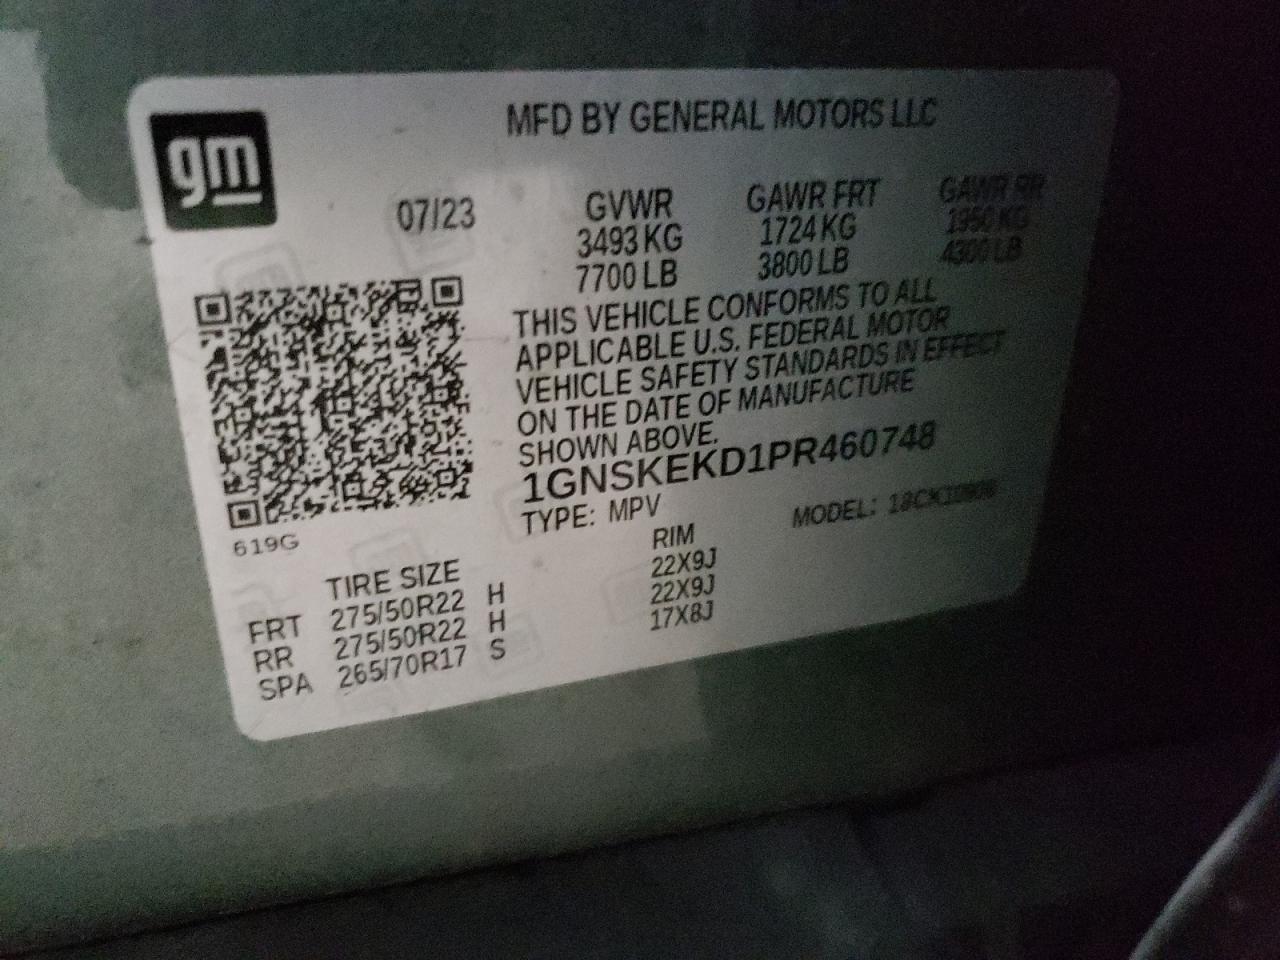 gm
MFD BY GENERAL MOTORS LLC
07/23 GVWR GAWR FRT GAWR RR
3493 KG 1724 KG 1950 KG
7700 LB 3800 LB 4300 LB
THIS VEHICLE CONFORMS TO ALL
APPLICABLE U.S. FEDERAL MOTOR
VEHICLE SAFETY STANDARDS IN EFFECT
ON THE DATE OF MANUFACTURE
SHOWN ABOVE.
1GNSKEKD1PR460748
TYPE: MPV MODEL:
619G
TIRE SIZE RIM
FRT 275/50R22 H 22X9J
RR 275/50R22 H 22X9J
SPA 265/70R17 S 17X8J